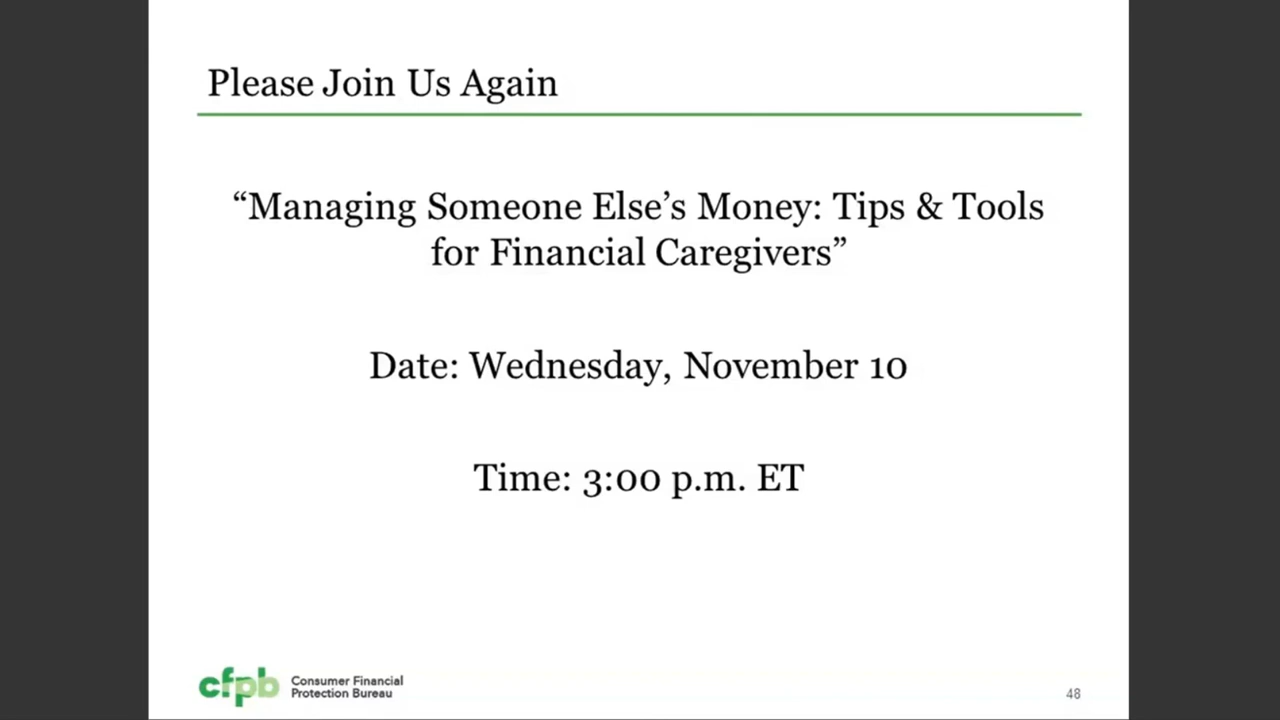 Please Join Us Again
“Managing Someone Else’s Money: Tips & Tools
for Financial Caregivers”
Date: Wednesday, November 10
Time: 3:00 p.m. ET
cfpb
Consumer Financial
Protection Bureau
48